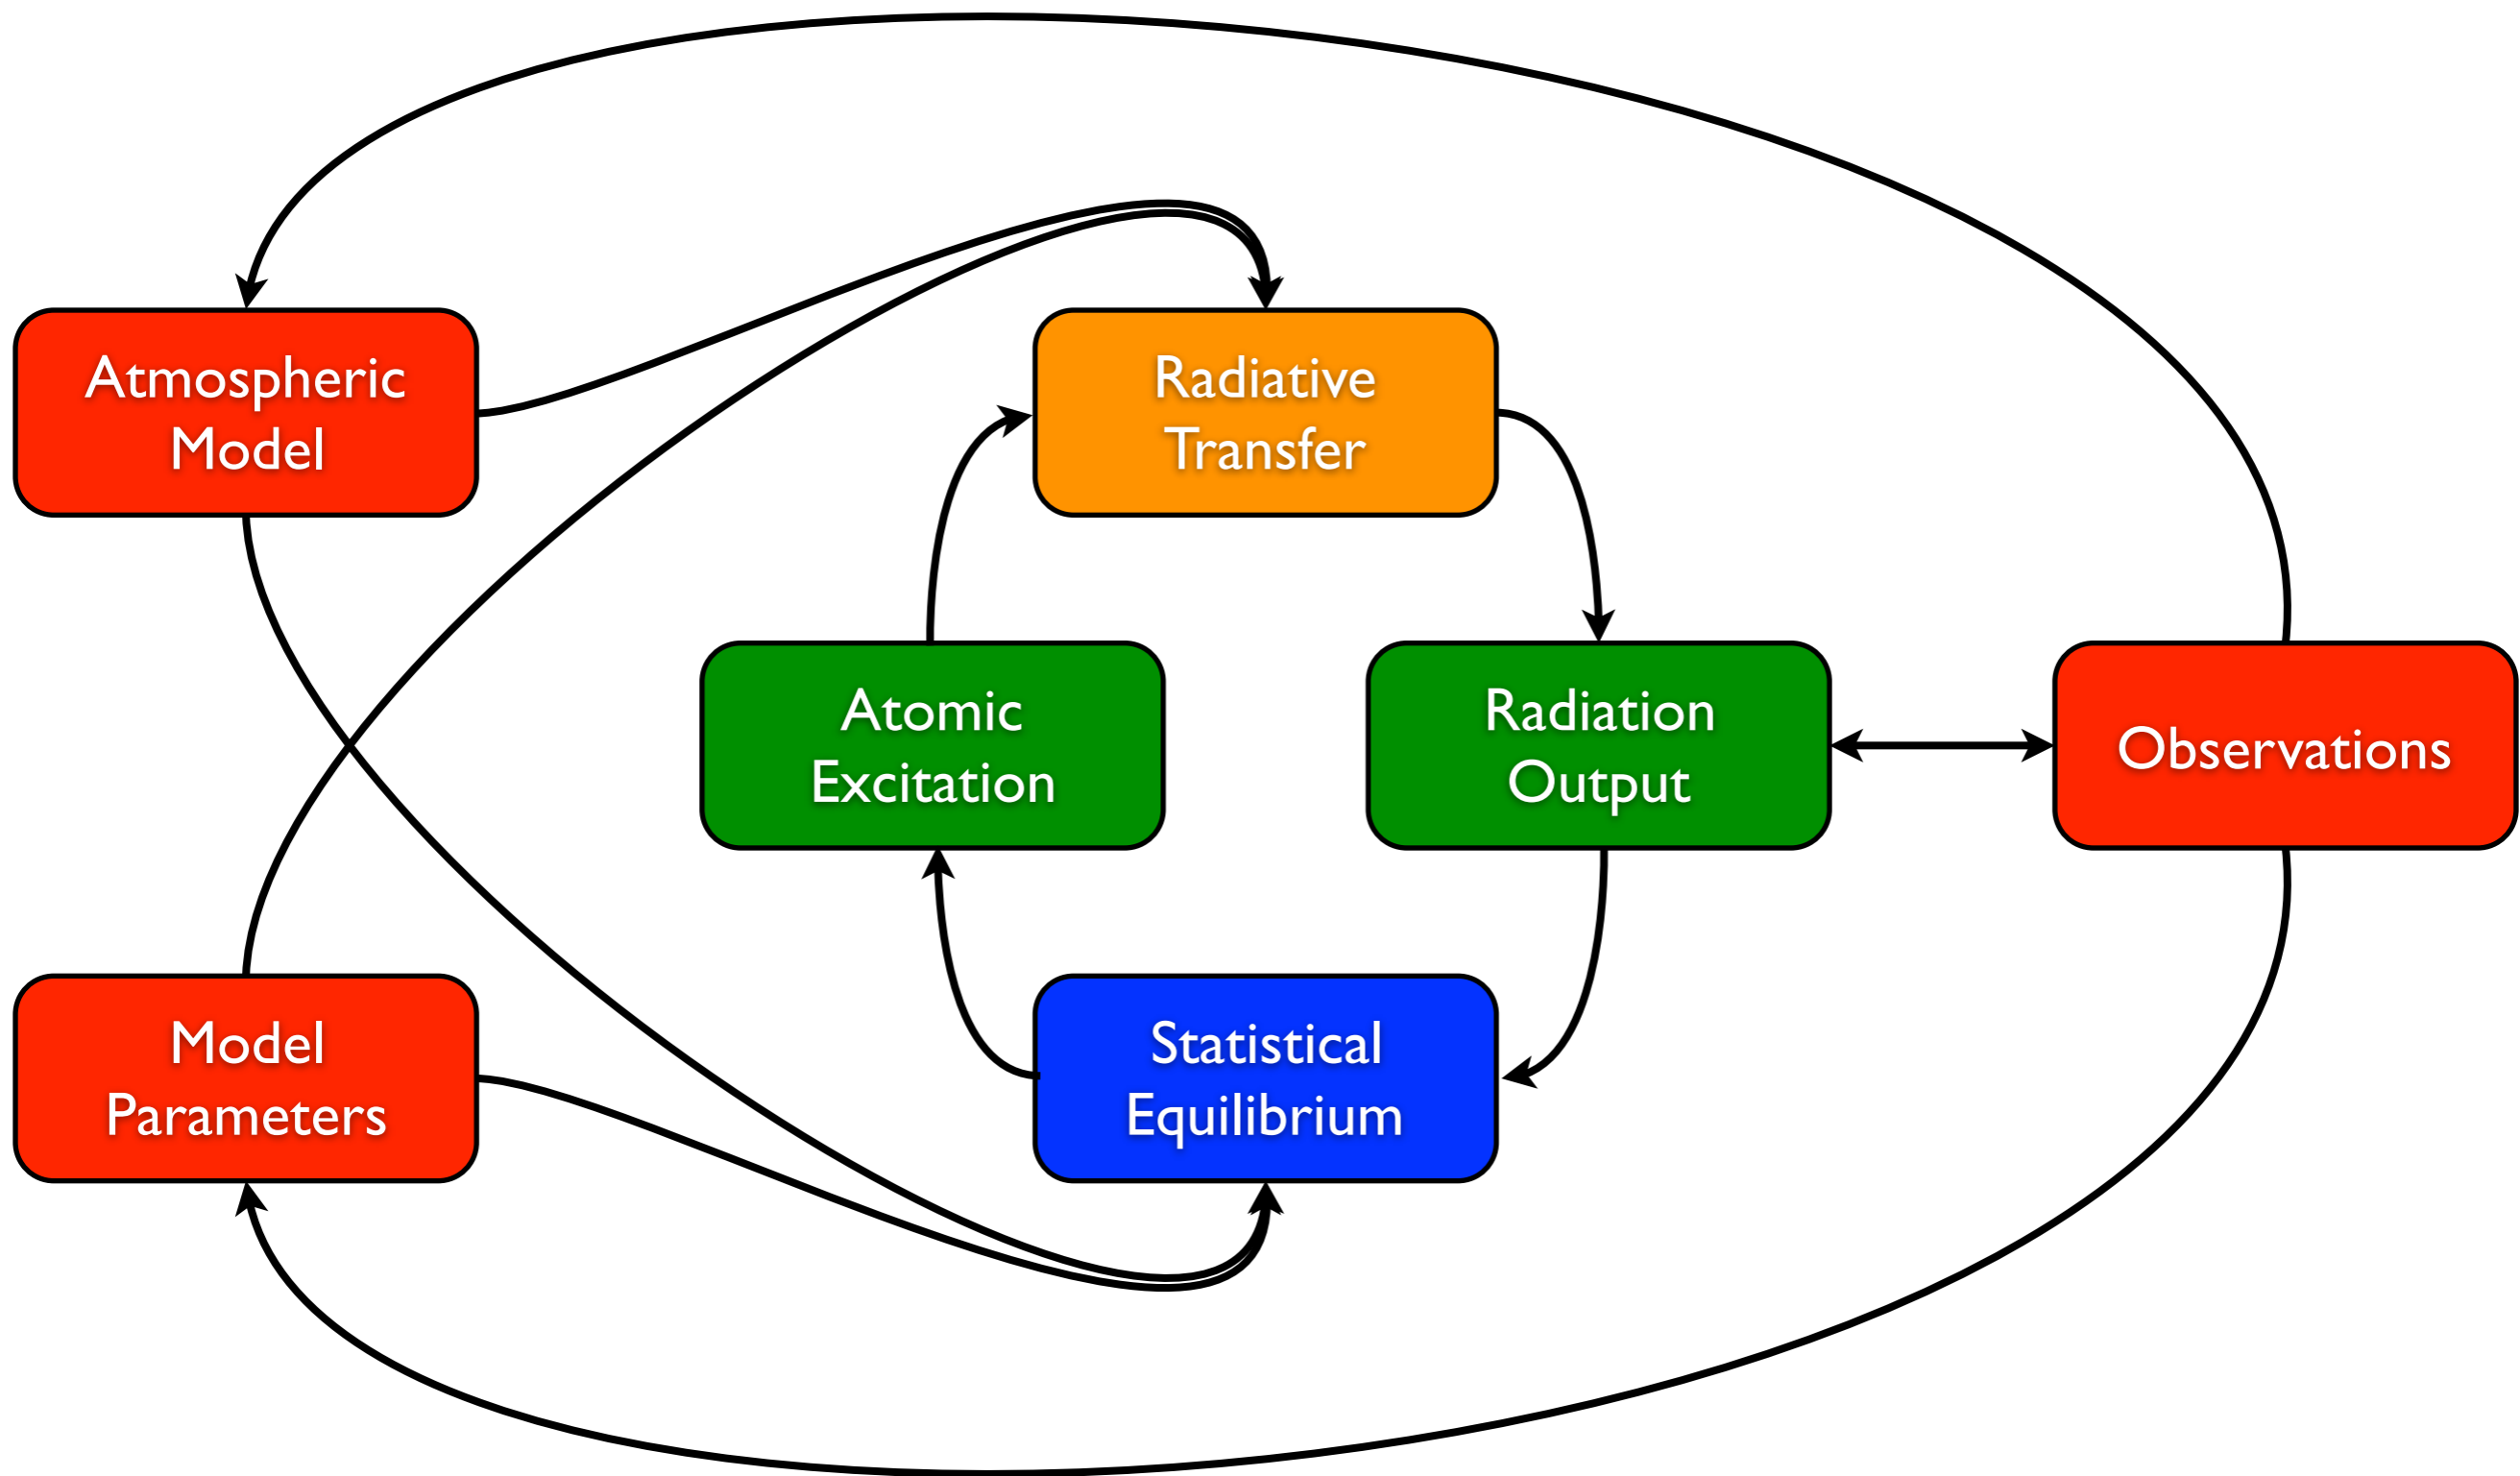 Atmospheric
Model
Radiative
Transfer
Atomic
Excitation
Radiation
Output
Observations
Model
Parameters
Statistical
Equilibrium